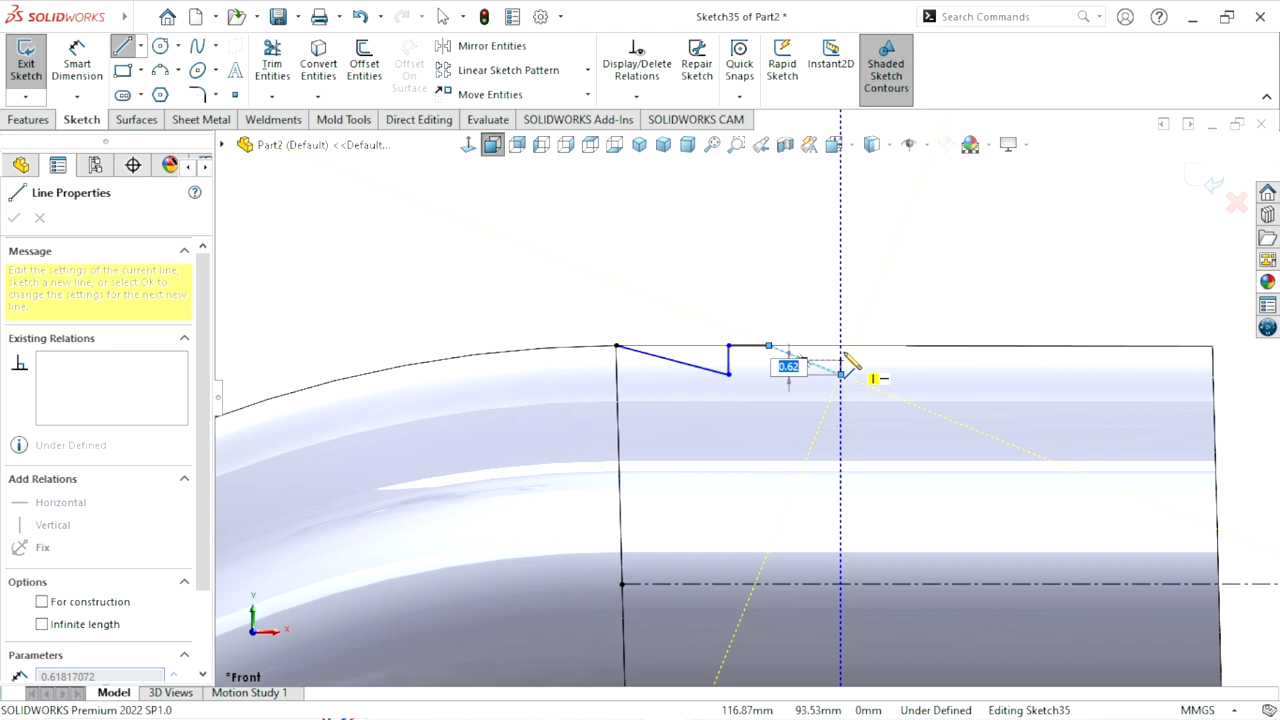 SOLIDWORKS
Sketch35 of Part2 *
Search Commands
Exit Sketch
Smart Dimension
Trim Entities
Convert Entities
Offset Entities
Offset On Surface
Mirror Entities
Linear Sketch Pattern
Move Entities
Display/Delete Relations
Repair Sketch
Quick Snaps
Rapid Sketch
Instant2D
Shaded Sketch Contours
Features
Sketch
Surfaces
Sheet Metal
Weldments
Mold Tools
Direct Editing
Evaluate
SOLIDWORKS Add-Ins
SOLIDWORKS CAM
Part2 (Default) <<Default...
Line Properties
Message
Edit the settings of the current line,
sketch a new line, or select OK to
change the settings for the next new
line.
Existing Relations
Under Defined
Add Relations
Horizontal
Vertical
Fix
Options
For construction
Infinite length
Parameters
0.61817072
0.62
Y
X
*Front
Model
3D Views
Motion Study 1
SOLIDWORKS Premium 2022 SP1.0
116.87mm
93.53mm
0mm
Under Defined
Editing Sketch35
MMGS